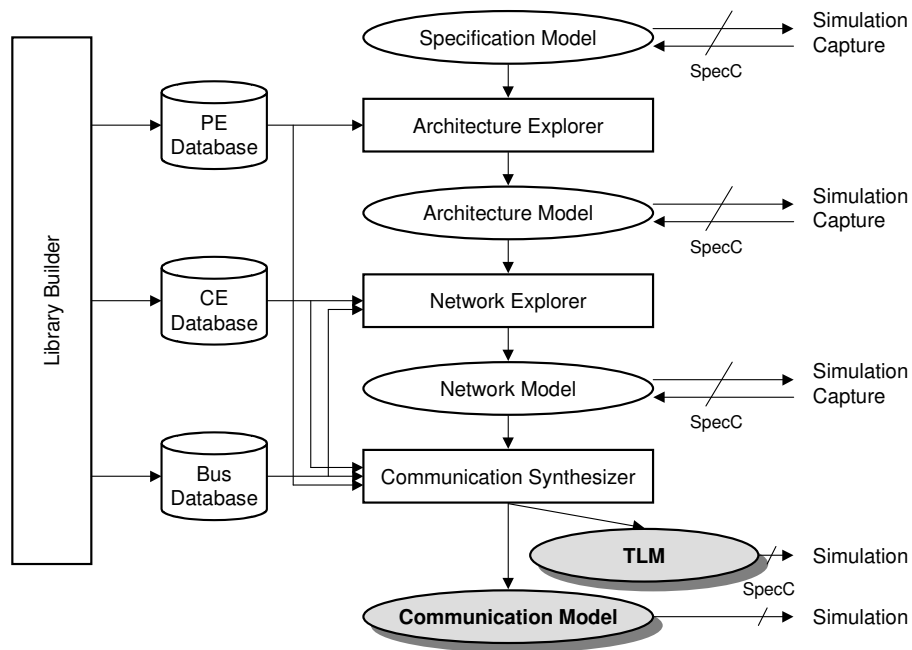 Specification Model
Simulation
Capture
SpecC
PE
Database
Architecture Explorer
Architecture Model
Simulation
Capture
SpecC
Library Builder
CE
Database
Network Explorer
Network Model
Simulation
Capture
SpecC
Bus
Database
Communication Synthesizer
TLM
Simulation
SpecC
Communication Model
Simulation